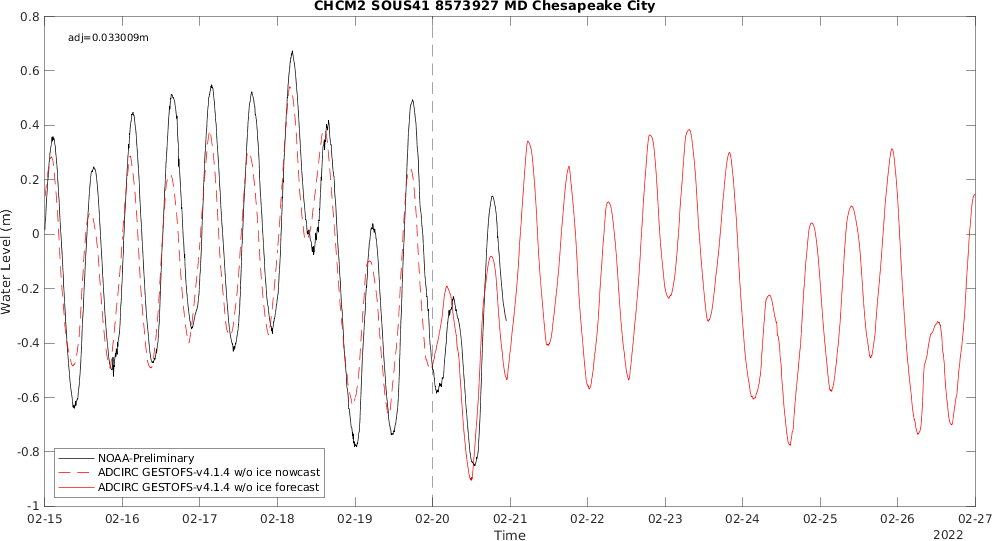 CHCM2 SOUS41 8573927 MD Chesapeake City
adj=0.033009m
0.8
0.6
0.4
0.2
0
-0.2
-0.4
-0.6
-0.8
-1
Water Level (m)
NOAA-Preliminary
ADCIRC GESTOFS-v4.1.4 w/o ice nowcast
ADCIRC GESTOFS-v4.1.4 w/o ice forecast
02-15 02-16 02-17 02-18 02-19 02-20 02-21 02-22 02-23 02-24 02-25 02-26 02-27
Time
2022